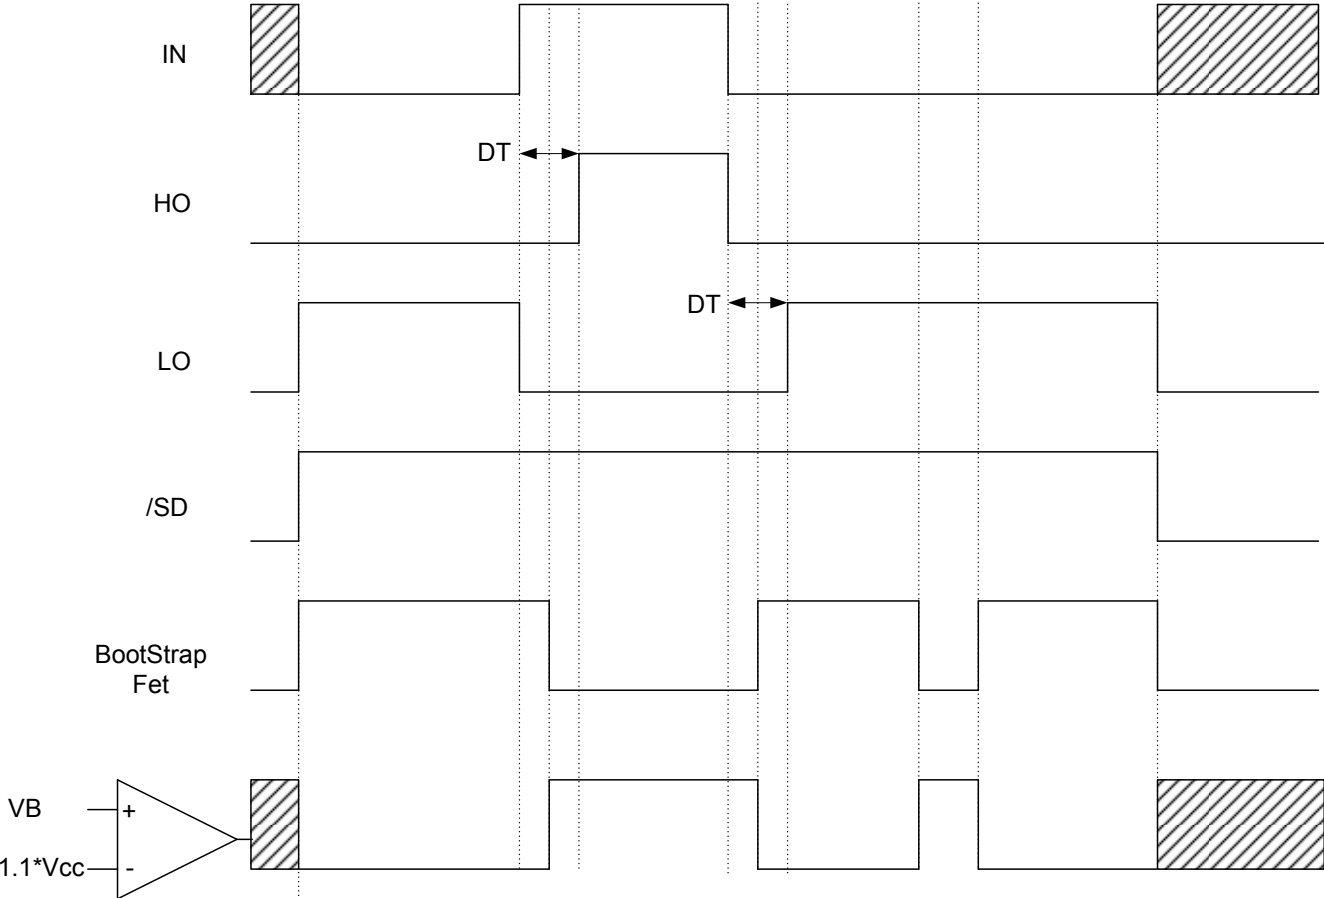 IN
DT
HO
DT
LO
/SD
BootStrap
Fet
VB
+
1.1*Vcc
-